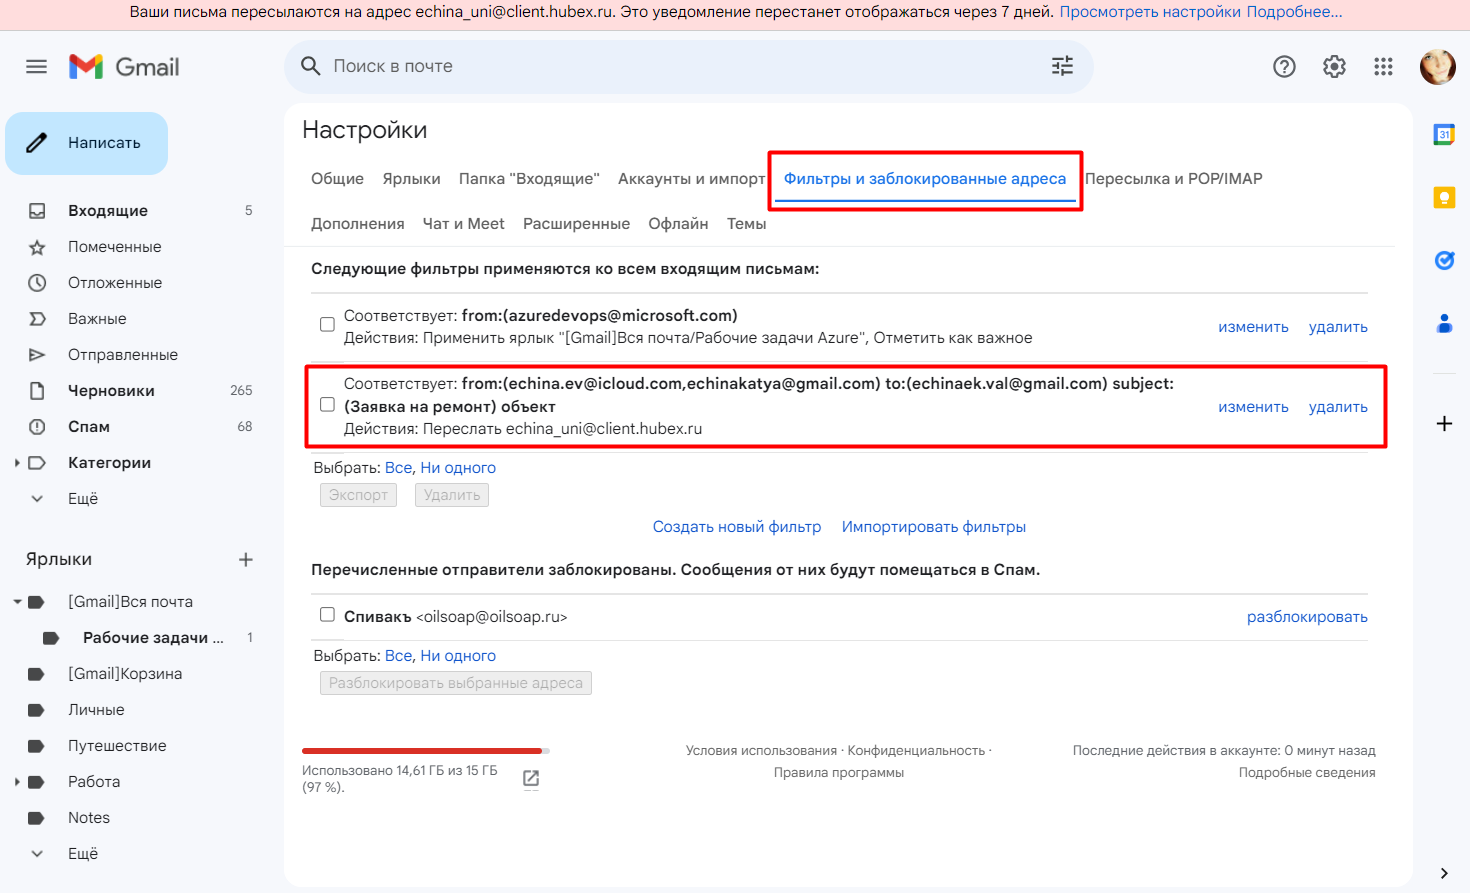 Ваши письма пересылаются на адрес echina_uni@client.hubex.ru. Это уведомление перестанет отображаться через 7 дней. Просмотреть настройки Подробнее...
Gmail
Поиск в почте
Написать
Входящие 5
Помеченные
Отложенные
Важные
Отправленные
Черновики 265
Спам 68
Категории
Ещё
Ярлыки
[Gmail]Вся почта
Рабочие задачи ... 1
[Gmail]Корзина
Личные
Путешествие
Работа
Notes
Ещё
Настройки
Общие Ярлыки Папка "Входящие" Аккаунты и импорт Фильтры и заблокированные адреса Пересылка и POP/IMAP
Дополнения Чат и Meet Расширенные Офлайн Темы
Следующие фильтры применяются ко всем входящим письмам:
Соответствует: from:(azuredevops@microsoft.com)
Действия: Применить ярлык "[Gmail]Вся почта/Рабочие задачи Azure", Отметить как важное
изменить удалить
Соответствует: from:(echina.ev@icloud.com,echinakatya@gmail.com) to:(echinaek.val@gmail.com) subject:
(Заявка на ремонт) объект
Действия: Переслать echina_uni@client.hubex.ru
изменить удалить
Выбрать: Все, Ни одного
Экспорт Удалить
Создать новый фильтр Импортировать фильтры
Перечисленные отправители заблокированы. Сообщения от них будут помещаться в Спам.
Спивакъ <oilsoap@oilsoap.ru> разблокировать
Выбрать: Все, Ни одного
Разблокировать выбранные адреса
Использовано 14,61 ГБ из 15 ГБ
(97 %).
Условия использования · Конфиденциальность ·
Правила программы
Последние действия в аккаунте: 0 минут назад
Подробные сведения
31